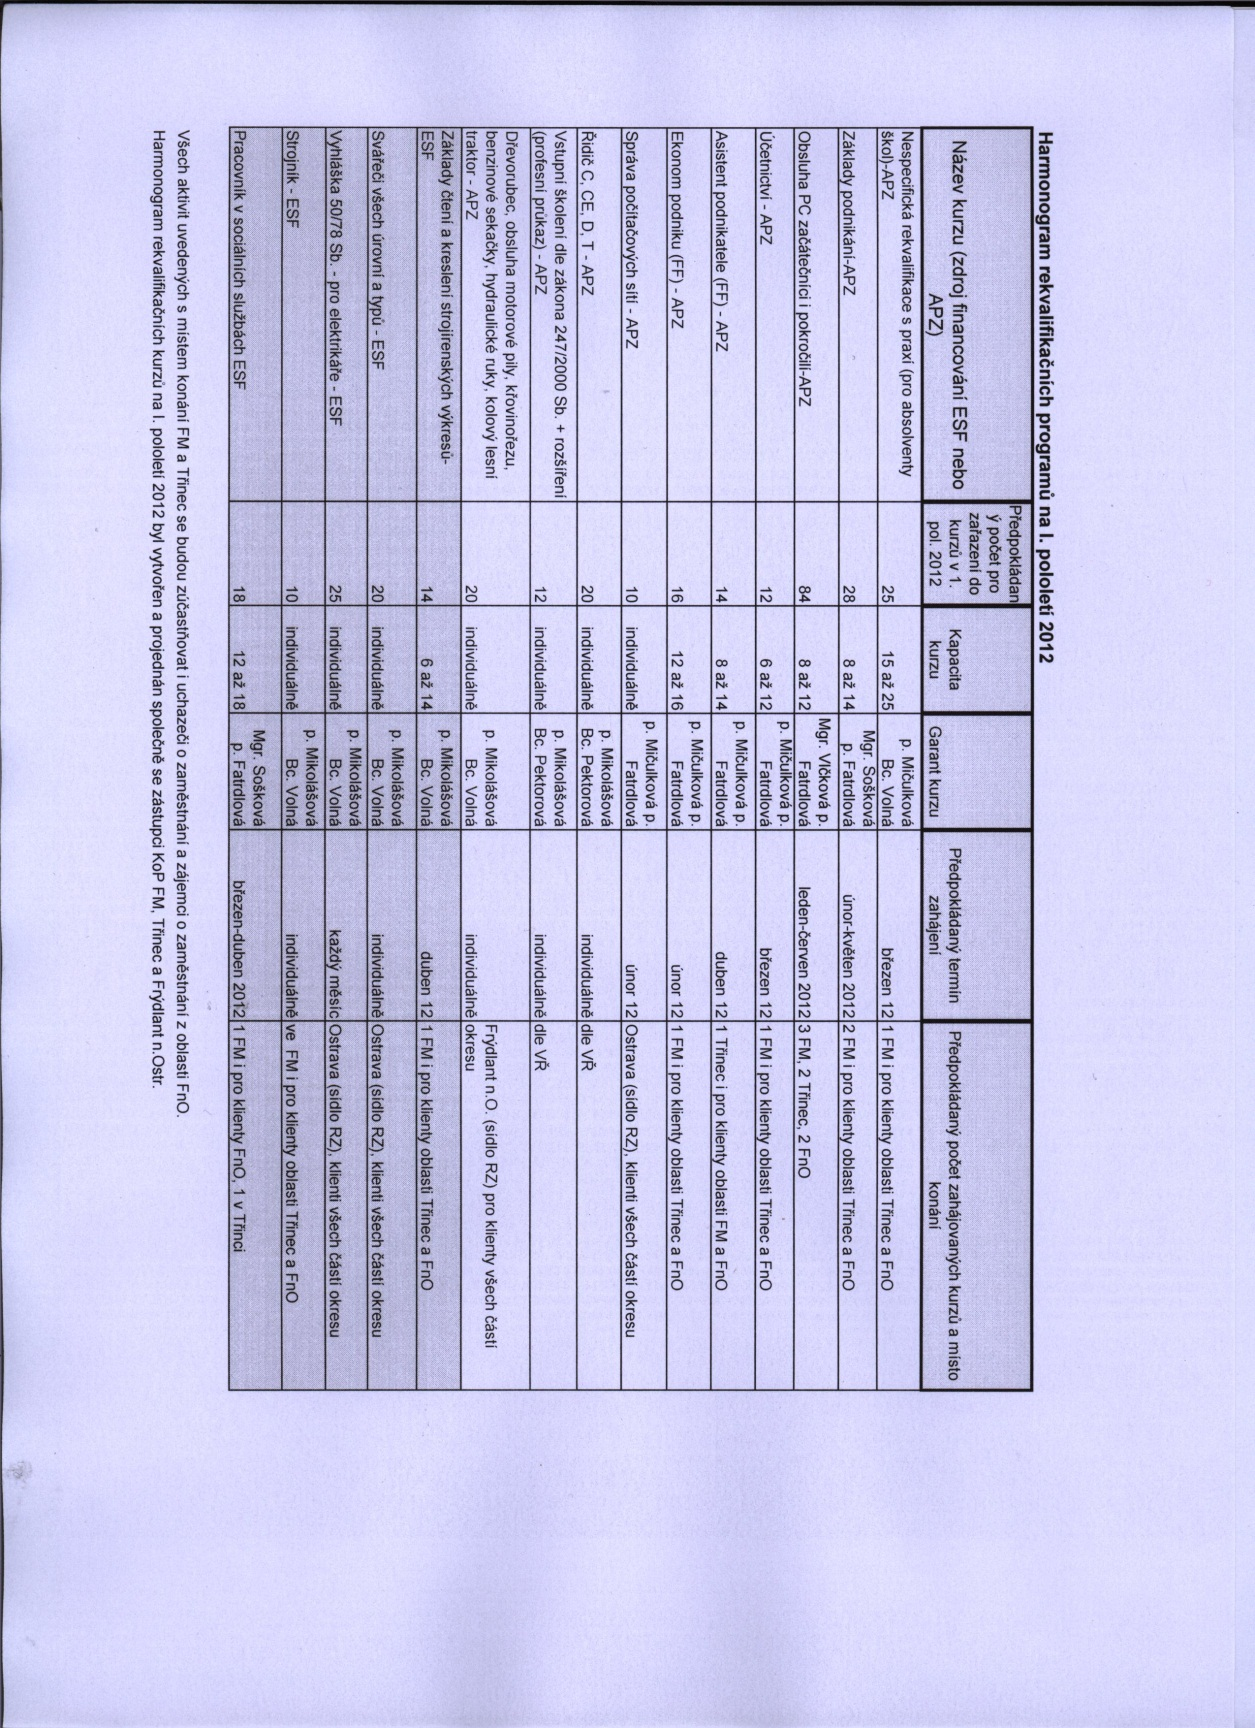 Harmonogram rekvalifikačních programů na I. pololetí 2012
Název kurzu (zdroj financování ESF nebo
APZ)
Předpokládan
ý počet pro
zařazení do
kurzů v 1.
pol. 2012
Kapacita
kurzu
Garant kurzu
Předpokládaný termín
zahájení
Předpokládaný počet zahájovaných kurzů a místo
konání
Nespecifická rekvalifikace s praxí (pro absolventy
škol)-APZ
25
15 až 25
p. Mičulková
Bc. Volná
březen 12
1 FM i pro klienty oblasti Třinec a FnO
Základy podnikání-APZ
28
8 až 14
Mgr. Sošková
p. Fatrdlová
únor-květen 2012
2 FM i pro klienty oblasti Třinec a FnO
Obsluha PC začátečníci i pokročilí-APZ
84
8 až 12
Mgr. Vlčková p.
Fatrdlová
leden-červen 2012
3 FM, 2 Třinec, 2 FnO
Účetnictví - APZ
12
6 až 12
p. Mičulková p.
Fatrdlová
březen 12
1 FM i pro klienty oblasti Třinec a FnO
Asistent podnikatele (FF) - APZ
14
8 až 14
p. Mičulková p.
Fatrdlová
duben 12
1 Třinec i pro klienty oblasti FM a FnO
Ekonom podniku (FF) - APZ
16
12 až 16
p. Mičulková p.
Fatrdlová
únor 12
1 FM i pro klienty oblasti Třinec a FnO
Správa počítačových sítí - APZ
10
individuálně
p. Mičulková p.
Fatrdlová
únor 12
Ostrava (sídlo RZ), klienti všech částí okresu
Řidič C, CE, D, T - APZ
20
individuálně
p. Mikolášová
Bc. Pektorová
individuálně
dle VŘ
Vstupní školení dle zákona 247/2000 Sb. + rozšíření
(profesní průkaz) - APZ
12
individuálně
p. Mikolášová
Bc. Pektorová
individuálně
dle VŘ
Dřevorubec, obsluha motorové pily, křovinořezu,
benzinové sekačky, hydraulické ruky, kolový lesní
traktor - APZ
20
individuálně
p. Mikolášová
Bc. Volná
individuálně
Frýdlant n.O. (sídlo RZ) pro klienty všech částí
okresu
Základy čtení a kreslení strojírenských výkresů-
ESF
14
6 až 14
p. Mikolášová
Bc. Volná
duben 12
1 FM i pro klienty oblasti Třinec a FnO
Svářeči všech úrovní a typů - ESF
20
individuálně
p. Mikolášová
Bc. Volná
individuálně
Ostrava (sídlo RZ), klienti všech částí okresu
Vyhláška 50/78 Sb. - pro elektrikáře - ESF
25
individuálně
p. Mikolášová
Bc. Volná
každý měsíc
Ostrava (sídlo RZ), klienti všech částí okresu
Strojník - ESF
10
individuálně
p. Mikolášová
Bc. Volná
individuálně
ve FM i pro klienty oblasti Třinec a FnO
Pracovník v sociálních službách ESF
18
12 až 18
Mgr. Sošková
p. Fatrdlová
březen-duben 2012
1 FM i pro klienty FnO, 1 v Třinci
Všech aktivit uvedených s místem konání FM a Třinec se budou zúčastňovat i uchazeči o zaměstnání a zájemci o zaměstnání z oblasti FnO.
Harmonogram rekvalifikačních kurzů na I. pololetí 2012 byl vytvořen a projednán společně se zástupci KoP FM, Třinec a Frýdlant n.Ostr.